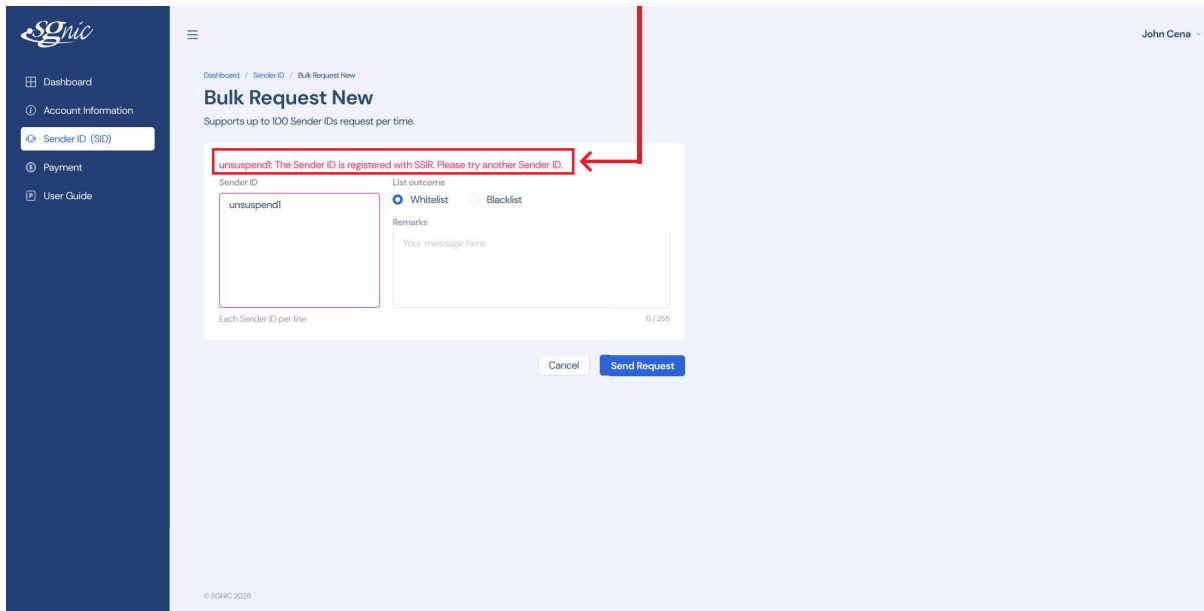 sgnic
John Cena
Dashboard
Account Information
Sender ID (SID)
Payment
User Guide
Dashboard / Sender ID / Bulk Request New
Bulk Request New
Supports up to 100 Sender IDs request per time.
unsuspend1: The Sender ID is registered with SSIR. Please try another Sender ID.
Sender ID
unsuspend1
Each Sender ID per line
List outcome
Whitelist
Blacklist
Remarks
Your message here
0 / 255
Cancel
Send Request
© SGNIC 2026